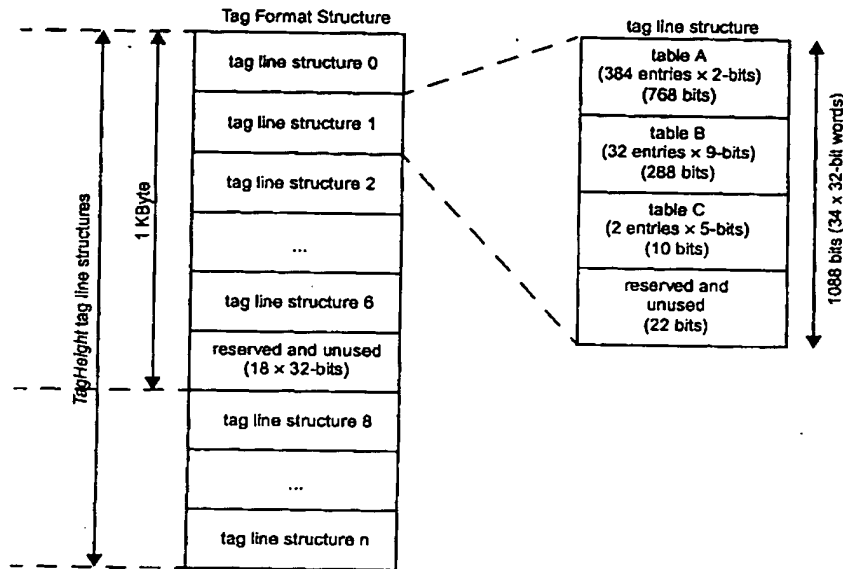 Tag Format Structure
tag line structure 0
tag line structure 1
tag line structure 2
...
tag line structure 6
reserved and unused
(18 × 32-bits)
tag line structure 8
...
tag line structure n
TagHeight tag line structures
1 KByte
tag line structure
table A
(384 entries × 2-bits)
(768 bits)
table B
(32 entries × 9-bits)
(288 bits)
table C
(2 entries × 5-bits)
(10 bits)
reserved and
unused
(22 bits)
1088 bits (34 x 32-bit words)